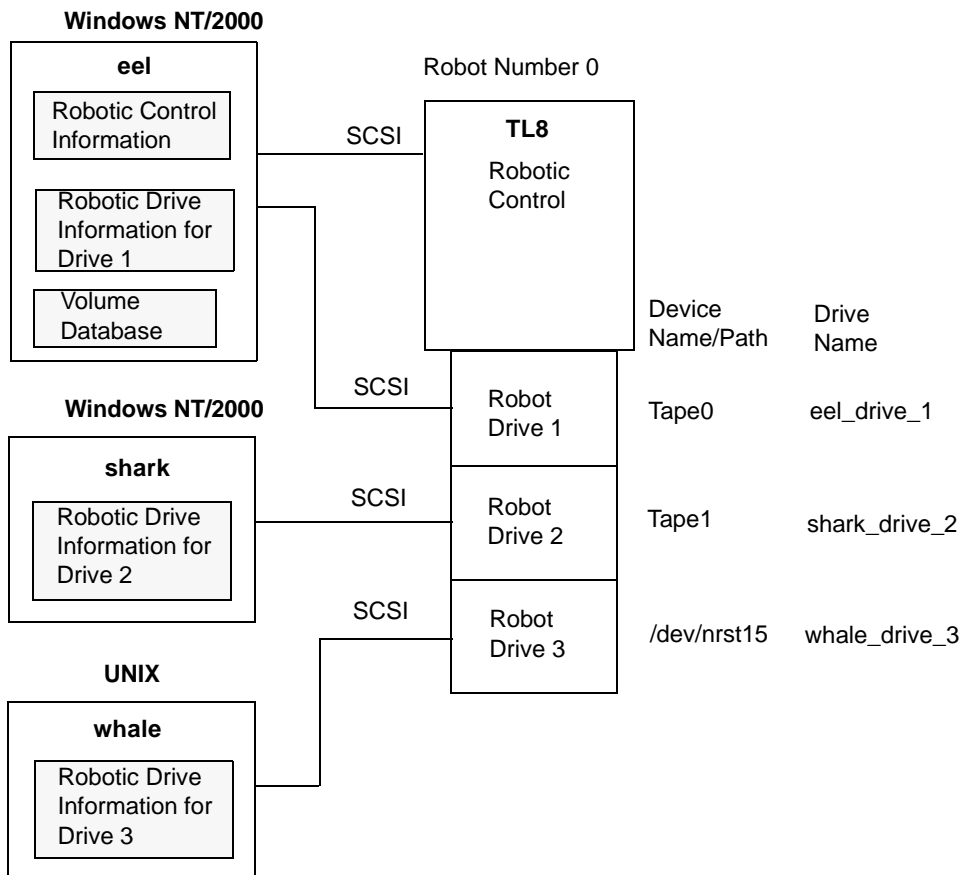 Windows NT/2000
eel
Robotic Control
Information
Robotic Drive
Information for
Drive 1
Volume
Database
Robot Number 0
SCSI
TL8
Robotic
Control
Device
Name/Path
Drive
Name
SCSI
Robot
Drive 1
Tape0
eel_drive_1
Windows NT/2000
shark
Robotic Drive
Information for
Drive 2
SCSI
Robot
Drive 2
Tape1
shark_drive_2
SCSI
Robot
Drive 3
/dev/nrst15
whale_drive_3
UNIX
whale
Robotic Drive
Information for
Drive 3